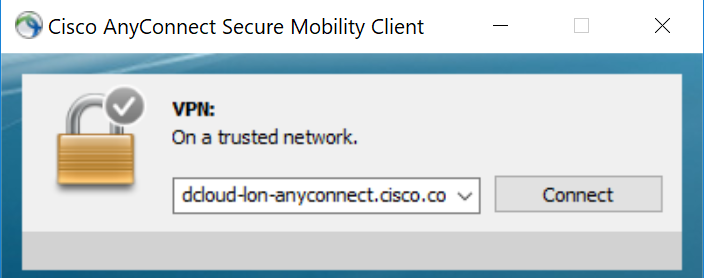 Cisco AnyConnect Secure Mobility Client
VPN:
On a trusted network.
dcloud-lon-anyconnect.cisco.co
Connect